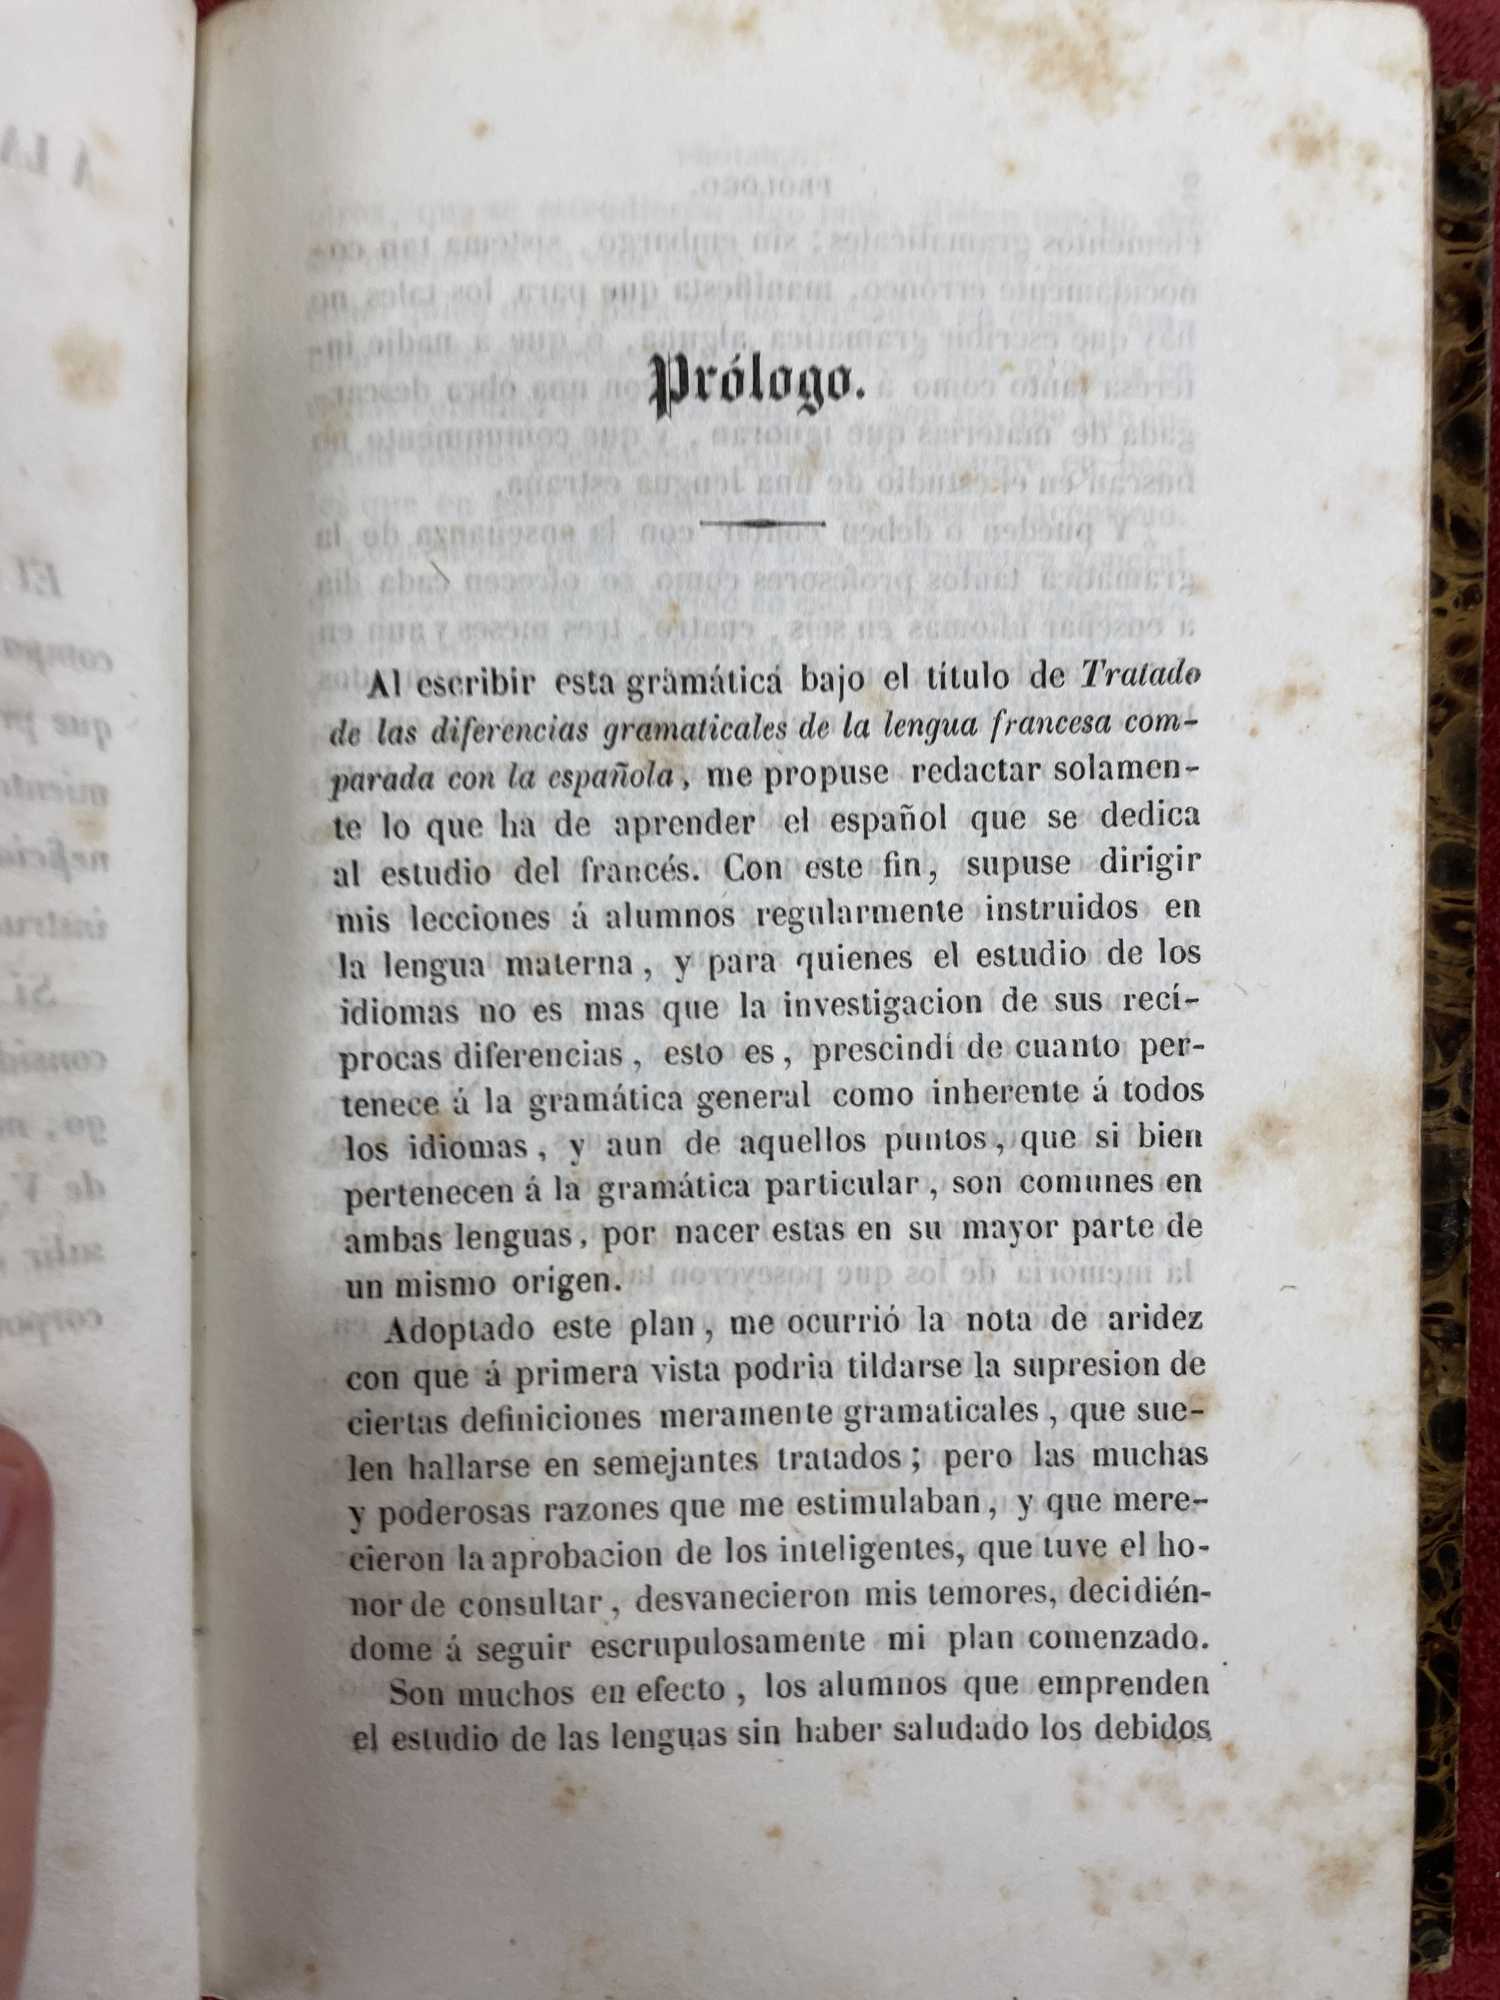 Prólogo.
Al escribir esta gramática bajo el título de Tratado
de las diferencias gramaticales de la lengua francesa com-
parada con la española, me propuse redactar solamen-
te lo que ha de aprender el español que se dedica
al estudio del francés. Con este fin, supuse dirigir
mis lecciones á alumnos regularmente instruidos en
la lengua materna, y para quienes el estudio de los
idiomas no es mas que la investigacion de sus recí-
procas diferencias, esto es, prescindí de cuanto per-
tenece á la gramática general como inherente á todos
los idiomas, y aun de aquellos puntos, que si bien
pertenecen á la gramática particular, son comunes en
ambas lenguas, por nacer estas en su mayor parte de
un mismo origen.
Adoptado este plan, me ocurrió la nota de aridez
con que á primera vista podria tildarse la supresion de
ciertas definiciones meramente gramaticales, que sue-
len hallarse en semejantes tratados; pero las muchas
y poderosas razones que me estimulaban, y que mere-
cieron la aprobacion de los inteligentes, que tuve el ho-
nor de consultar, desvanecieron mis temores, decidién-
dome á seguir escrupulosamente mi plan comenzado.
Son muchos en efecto, los alumnos que emprenden
el estudio de las lenguas sin haber saludado los debidos